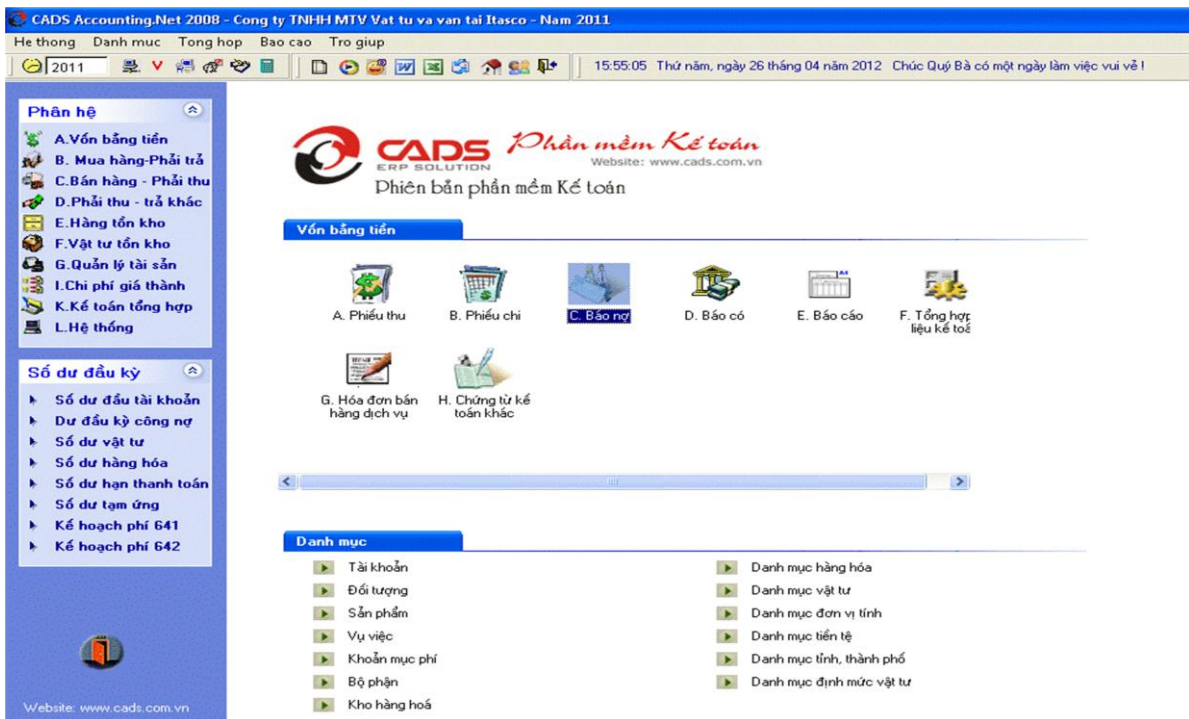 CADS Accounting.Net 2008 - Cong ty TNHH MTV Vat tu va van tai Itasco - Nam 2011
He thong Danh muc Tong hop Bao cao Tro giup
2011 15:55:05 Thứ năm, ngày 26 tháng 04 năm 2012 Chúc Quý Bà có một ngày làm việc vui vẻ !
Phân hệ
A.Vốn bằng tiền
B. Mua hàng-Phải trả
C.Bán hàng - Phải thu
D.Phải thu - trả khác
E.Hàng tồn kho
F.Vật tư tồn kho
G.Quản lý tài sản
I.Chi phí giá thành
K.Kế toán tổng hợp
L.Hệ thống
Số dư đầu kỳ
Số dư đầu tài khoản
Dư đầu kỳ công nợ
Số dư vật tư
Số dư hàng hóa
Số dư hạn thanh toán
Số dư tạm ứng
Kế hoạch phí 641
Kế hoạch phí 642
Website: www.cads.com.vn
CADS Phần mềm Kế toán
ERP SOLUTION Website: www.cads.com.vn
Phiên bản phần mềm Kế toán
Vốn bằng tiền
A. Phiếu thu B. Phiếu chi C. Báo nợ D. Báo có E. Báo cáo F. Tổng hợp
liệu kế toá
G. Hóa đơn bán H. Chứng từ kế
hàng dịch vụ toán khác
Danh mục
Tài khoản Danh mục hàng hóa
Đối tượng Danh mục vật tư
Sản phẩm Danh mục đơn vị tính
Vụ việc Danh mục tiền tệ
Khoản mục phí Danh mục tỉnh, thành phố
Bộ phận Danh mục định mức vật tư
Kho hàng hoá